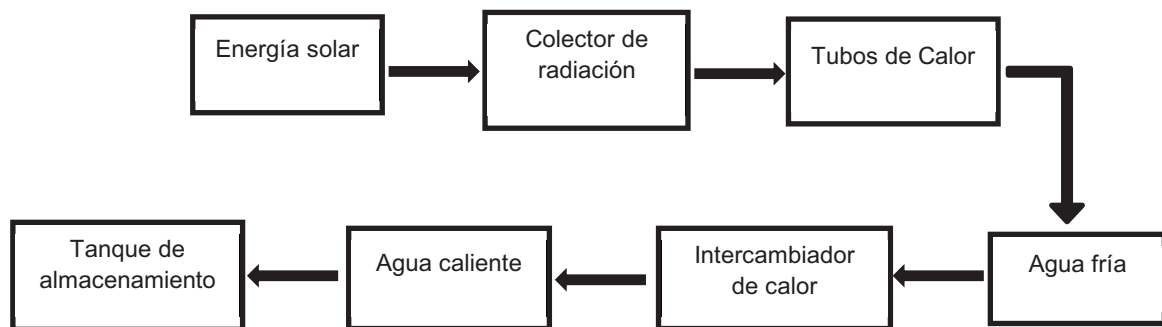 Energía solar
Colector de
radiación
Tubos de Calor
Agua fría
Intercambiador
de calor
Agua caliente
Tanque de
almacenamiento